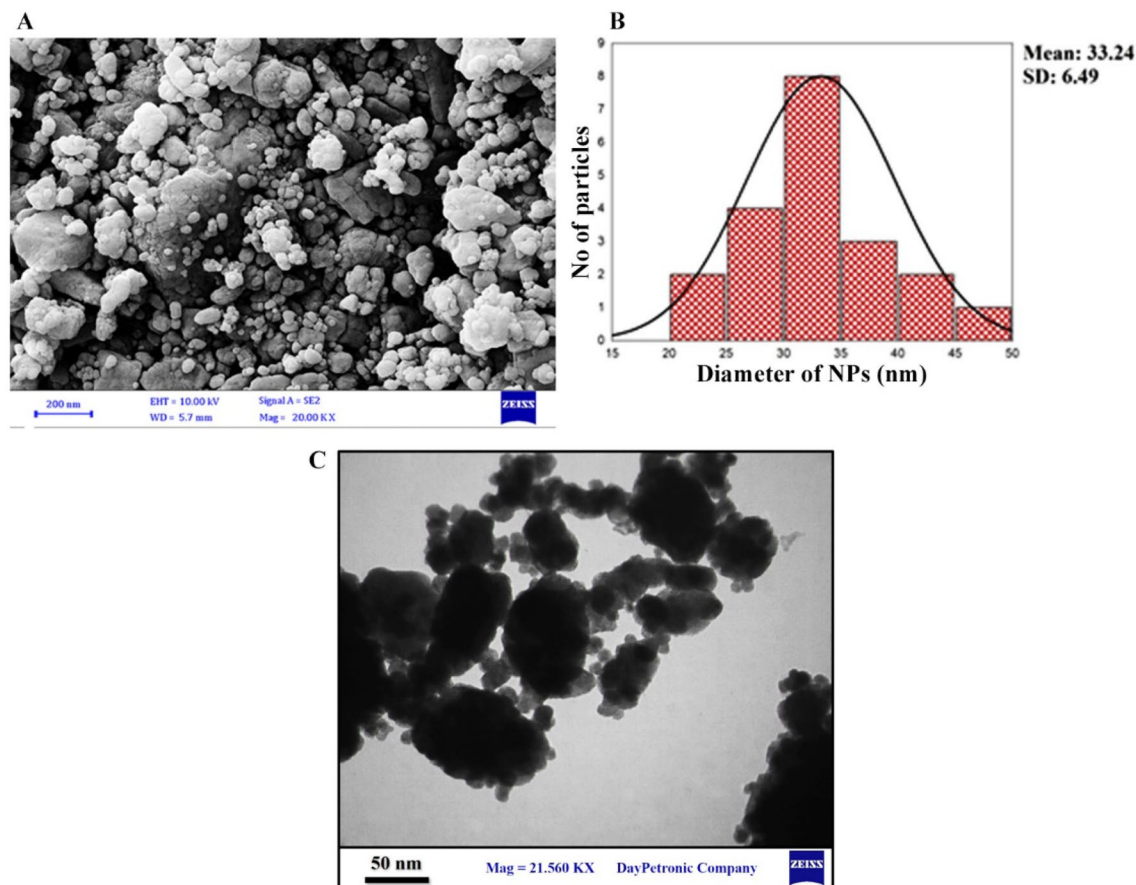 A
200 nm
EHT = 10.00 kV
WD = 5.7 mm
Signal A = SE2
Mag = 20.00 KX
ZEISS
B
Mean: 33.24
SD: 6.49
No of particles
9
8
7
6
5
4
3
2
1
0
15 20 25 30 35 40 45 50
Diameter of NPs (nm)
C
50 nm
Mag = 21.560 KX DayPetronic Company
ZEISS